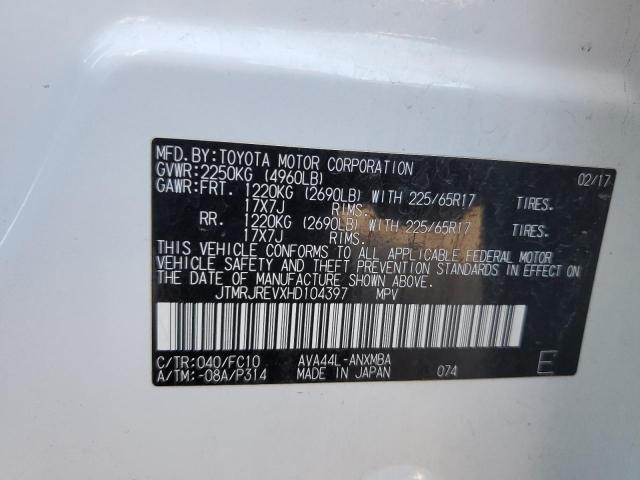 MFD.BY:TOYOTA MOTOR CORPORATION 02/17
GVWR:2250KG (4960LB)
GAWR:FRT. 1220KG (2690LB) WITH 225/65R17 TIRES.
17X7J RIMS.
RR. 1220KG (2690LB) WITH 225/65R17 TIRES.
17X7J RIMS.
THIS VEHICLE CONFORMS TO ALL APPLICABLE FEDERAL MOTOR
VEHICLE SAFETY AND THEFT PREVENTION STANDARDS IN EFFECT ON
THE DATE OF MANUFACTURE SHOWN ABOVE.
JTMRJREVXHD104397 MPV
C/TR:040/FC10 AVA44L-ANXMBA
A/TM:-08A/P314 MADE IN JAPAN 074 E